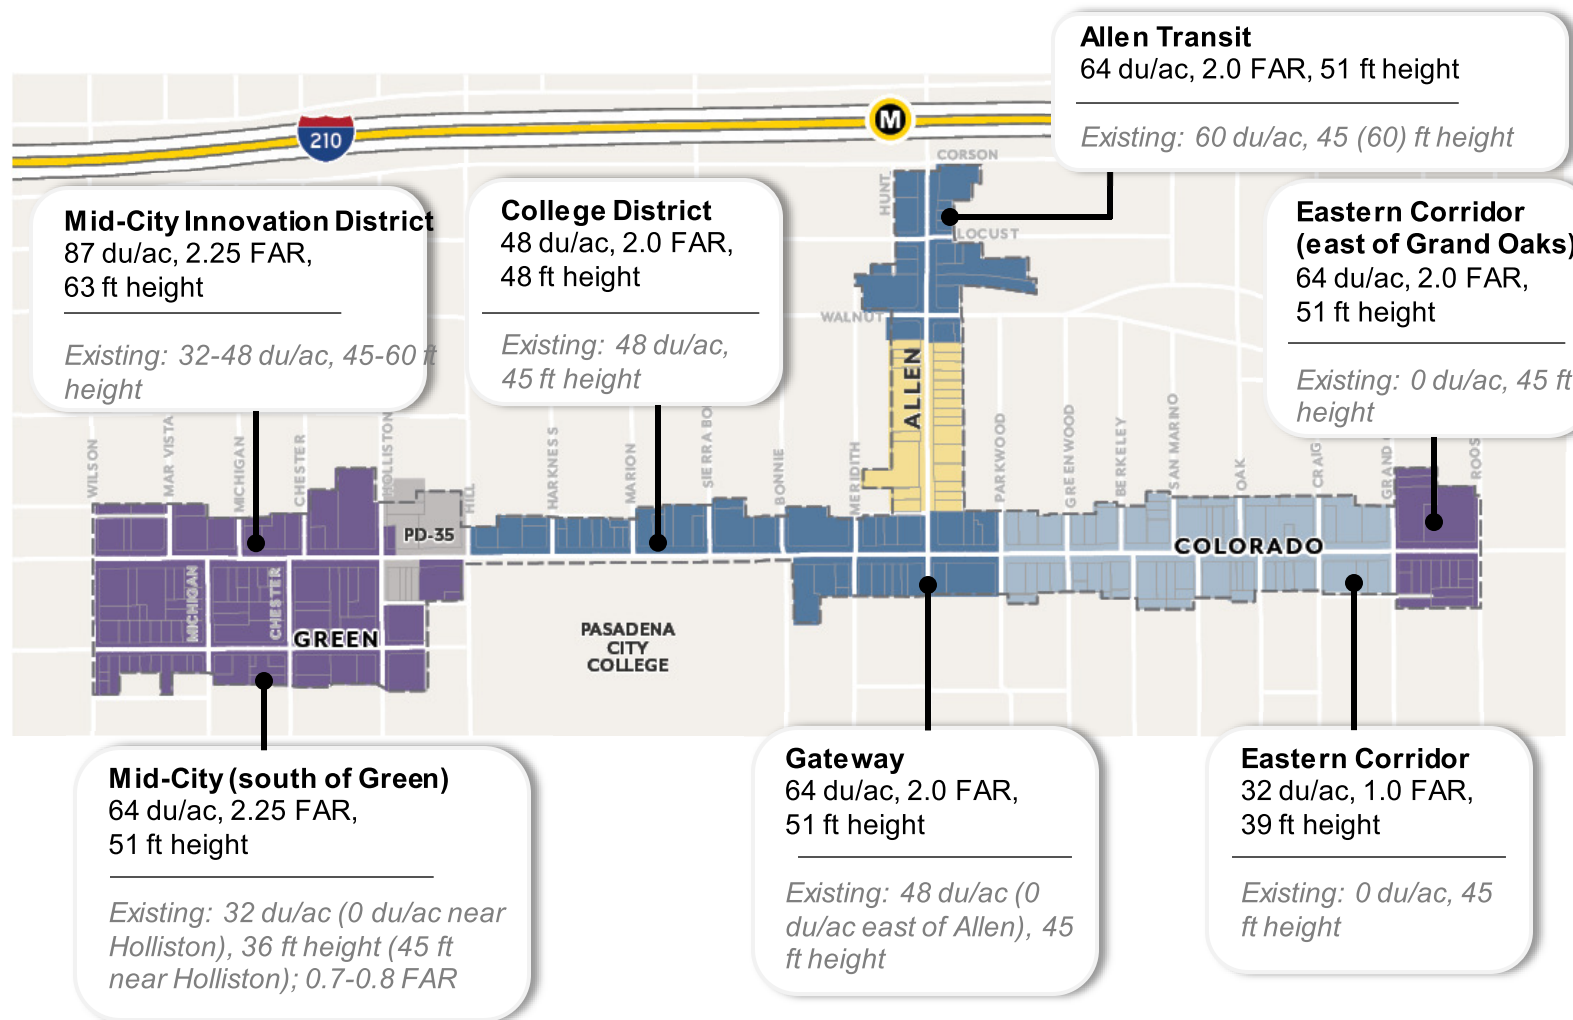 Allen Transit
64 du/ac, 2.0 FAR, 51 ft height
Existing: 60 du/ac, 45 (60) ft height
210
M
Mid-City Innovation District
87 du/ac, 2.25 FAR,
63 ft height
Existing: 32-48 du/ac, 45-60 ft
height
College District
48 du/ac, 2.0 FAR,
48 ft height
Existing: 48 du/ac,
45 ft height
Eastern Corridor
(east of Grand Oaks)
64 du/ac, 2.0 FAR,
51 ft height
Existing: 0 du/ac, 45 ft
height
CORSON
HUNT
LOCUST
WALNUT
ALLEN
WILSON
MAR VISTA
MICHIGAN
CHESTER
HOLLISTON
HILL
HARKNESS
MARION
SIERRA BO
BONNIE
MERIDITH
PARKWOOD
GREENWOOD
BERKELEY
SAN MARINO
OAK
CRAIG
GRAND
ROOS
PD-35
COLORADO
MICHIGAN
CHESTER
GREEN
PASADENA
CITY
COLLEGE
Mid-City (south of Green)
64 du/ac, 2.25 FAR,
51 ft height
Existing: 32 du/ac (0 du/ac near
Holliston), 36 ft height (45 ft
near Holliston); 0.7-0.8 FAR
Gateway
64 du/ac, 2.0 FAR,
51 ft height
Existing: 48 du/ac (0
du/ac east of Allen), 45
ft height
Eastern Corridor
32 du/ac, 1.0 FAR,
39 ft height
Existing: 0 du/ac, 45
ft height